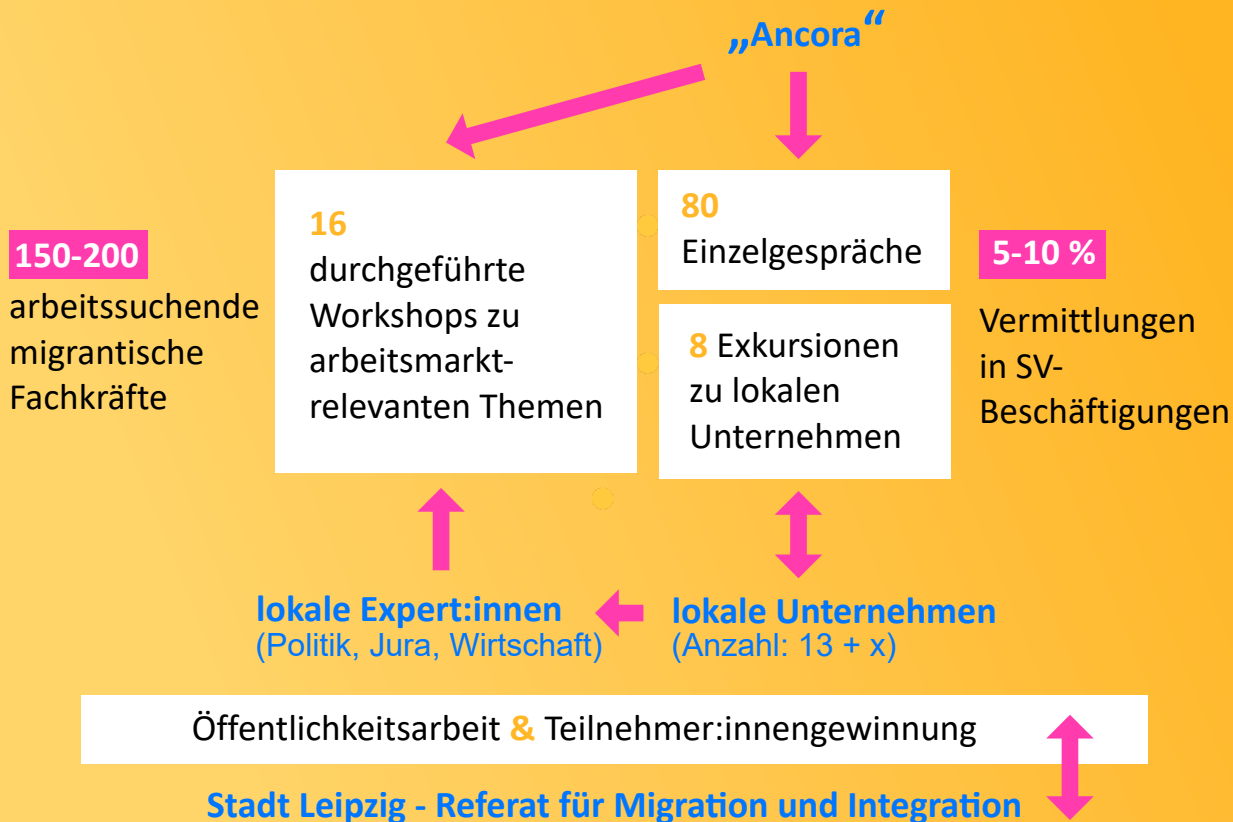 „Ancora“
150-200
arbeitssuchende
migrantische
Fachkräfte
16
durchgeführte
Workshops zu
arbeitsmarkt-
relevanten Themen
80
Einzelgespräche
8 Exkursionen
zu lokalen
Unternehmen
5-10 %
Vermittlungen
in SV-
Beschäftigungen
lokale Expert:innen
(Politik, Jura, Wirtschaft)
lokale Unternehmen
(Anzahl: 13 + x)
Öffentlichkeitsarbeit & Teilnehmer:innengewinnung
Stadt Leipzig - Referat für Migration und Integration